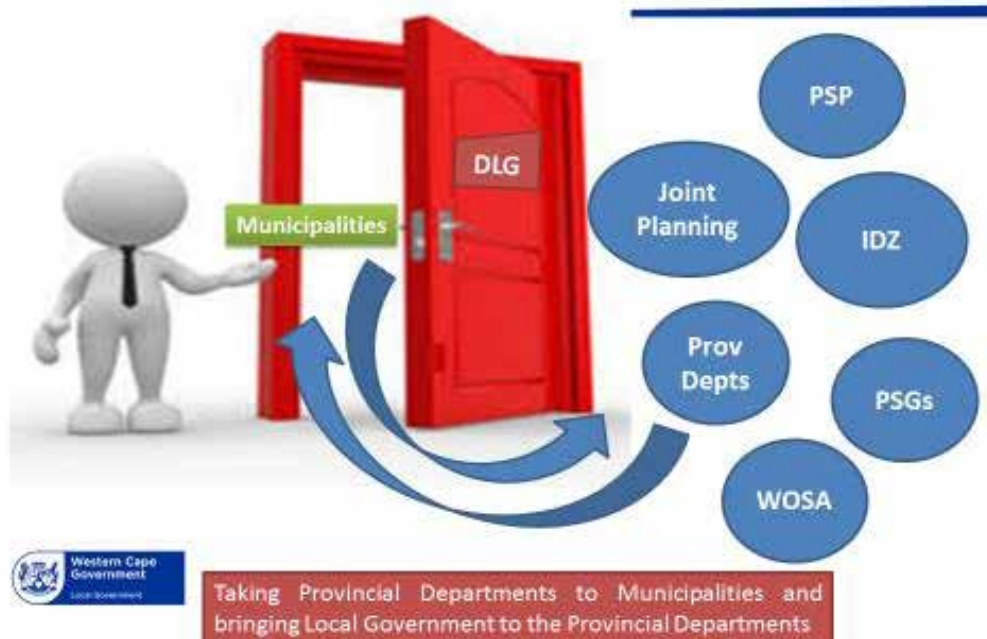 PSP
DLG
Joint
Planning
Municipalities
IDZ
Prov
Depts
PSGs
WOSA
Western Cape
Government
Local Government
Taking Provincial Departments to Municipalities and
bringing Local Government to the Provincial Departments